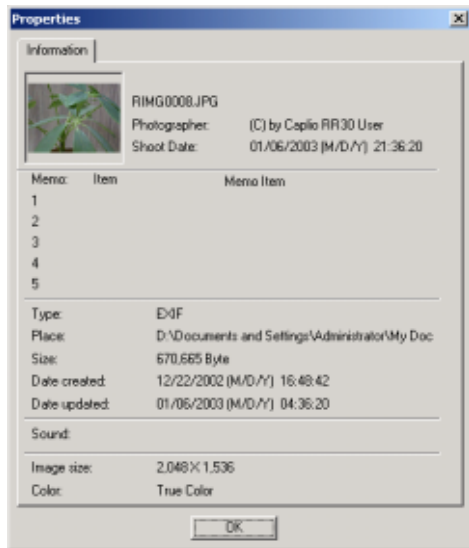 Properties
Information
RIMG0008.JPG
Photographer: (C) by Caplio RR30 User
Shoot Date: 01/06/2003 (M/D/Y) 21:36:20
Memo: Item Memo Item
1
2
3
4
5
Type: EXIF
Place: D:\Documents and Settings\Administrator\My Doc
Size: 670,665 Byte
Date created: 12/22/2002 (M/D/Y) 16:48:42
Date updated: 01/06/2003 (M/D/Y) 04:36:20
Sound:
Image size: 2,048 X 1,536
Color: True Color
OK